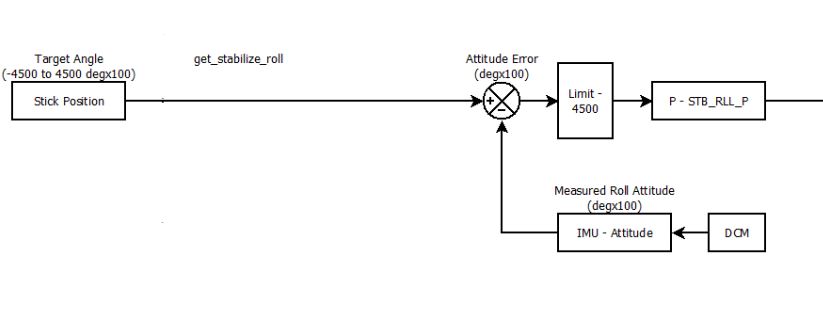 Target Angle
(-4500 to 4500 degx100)
Stick Position
get_stabilize_roll
Attitude Error
(degx100)
+
-
Limit -
4500
P - STB_RLL_P
Measured Roll Attitude
(degx100)
IMU - Attitude
DCM